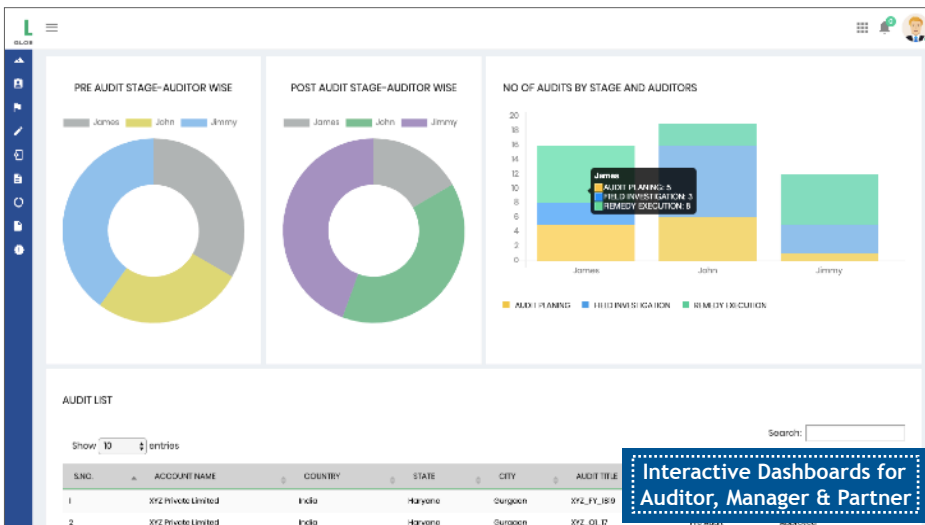 L
GLOB
2
PRE AUDIT STAGE-AUDITOR WISE
James John Jimmy
POST AUDIT STAGE-AUDITOR WISE
James John Jimmy
NO OF AUDITS BY STAGE AND AUDITORS
20
18
16
14
12
10
8
6
4
2
0
James
AUDIT PLANING: 5
FIELD INVESTIGATION: 3
REMEDY EXECUTION: 8
James John Jimmy
AUDIT PLANING FIELD INVESTIGATION REMEDY EXECUTION
AUDIT LIST
Show 10 entries
Search:
S.NO. ACCOUNT NAME COUNTRY STATE CITY AUDIT TITLE
1 XYZ Private Limited India Haryana Gurgaon XYZ_FY_1819
2 XYZ Private Limited India Haryana Gurgaon XYZ_Q1_17
Interactive Dashboards for
Auditor, Manager & Partner